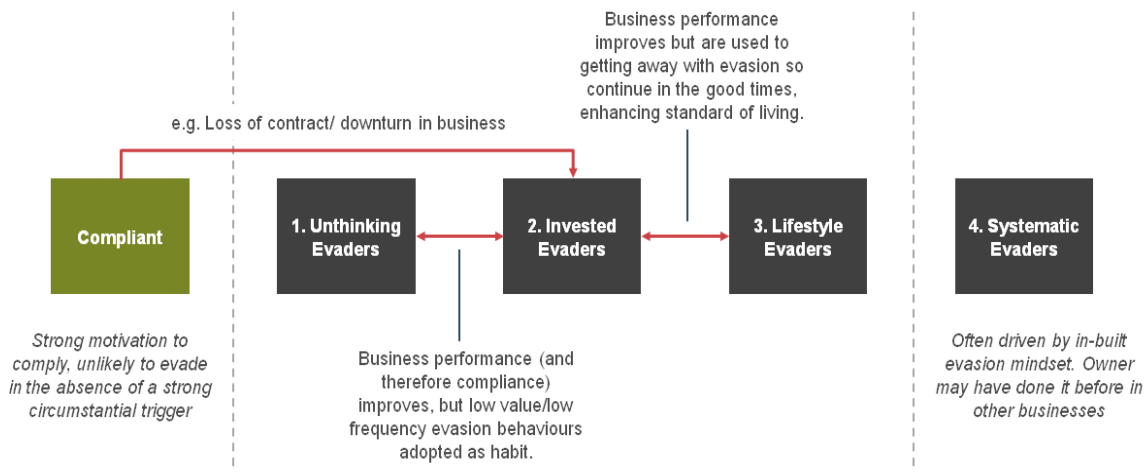 Business performance
improves but are used to
getting away with evasion so
continue in the good times,
enhancing standard of living.
e.g. Loss of contract/ downturn in business
Compliant
1. Unthinking
Evaders
2. Invested
Evaders
3. Lifestyle
Evaders
4. Systematic
Evaders
Strong motivation to
comply, unlikely to evade
in the absence of a strong
circumstantial trigger
Business performance (and
therefore compliance)
improves, but low value/low
frequency evasion behaviours
adopted as habit.
Often driven by in-built
evasion mindset. Owner
may have done it before in
other businesses